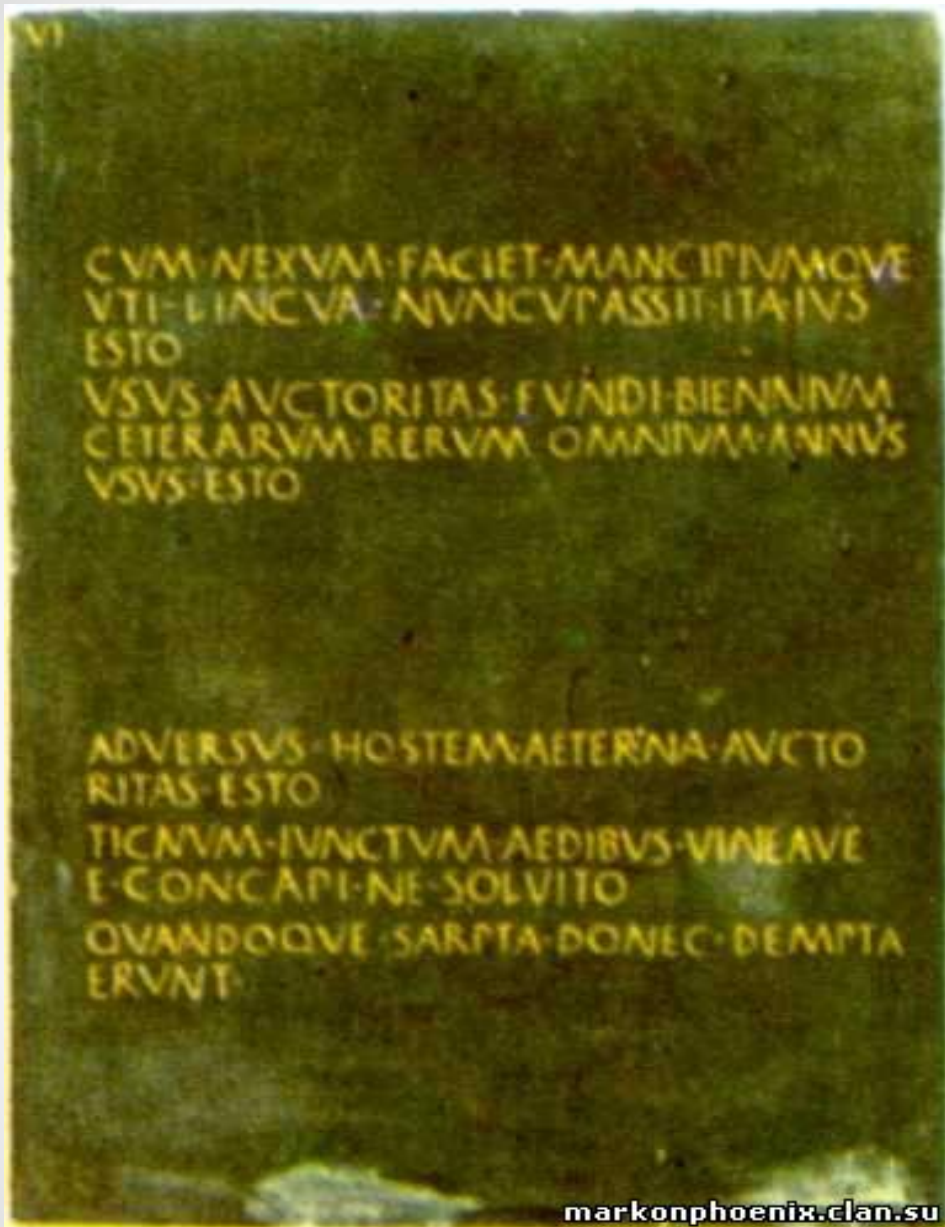 VI
CVM·NEXVM·FACIET·MANCIPIVMQVE
VTI·LINCVA·NVNCVPASSIT·ITA·IVS
ESTO
VSVS·AVCTORITAS·FVNDI·BIENNIVM
CETERARVM·RERVM·OMNIVM·ANNVS
VSVS·ESTO
ADVERSVS·HOSTEM·AETERNA·AVCTO
RITAS·ESTO
TICNVM·IVNCTVM·AEDIBVS·VINEAVE
E·CONCAPI·NE·SOLVITO
QVANDOQVE·SARPTA·DONEC·DEMPTA
ERVNT·
markonphoenix.clan.su